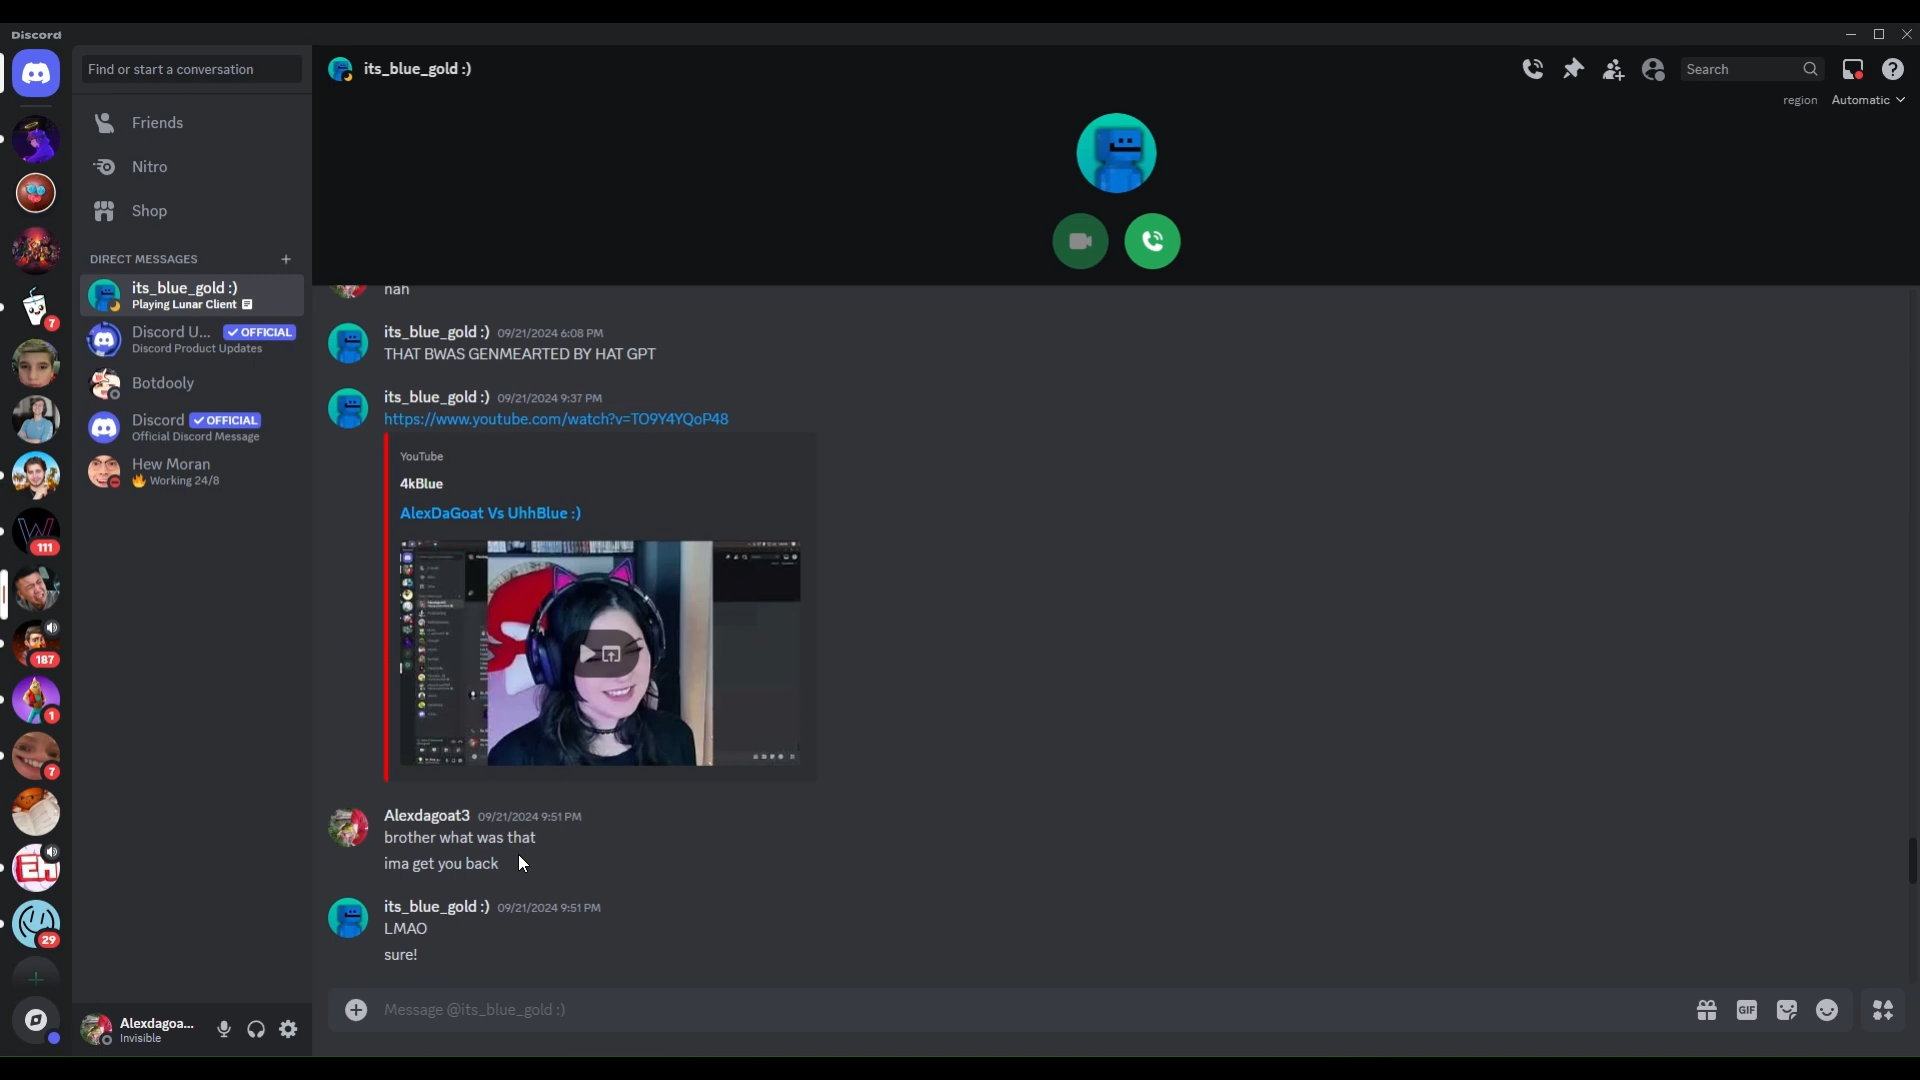 Discord
Find or start a conversation
its_blue_gold :)
Search
region Automatic
Friends
Nitro
Shop
DIRECT MESSAGES
its_blue_gold :)
Playing Lunar Client
Discord U... OFFICIAL
Discord Product Updates
Botdooly
Discord OFFICIAL
Official Discord Message
Hew Moran
Working 24/8
7
111
187
1
7
EH
29
nah
its_blue_gold :) 09/21/2024 6:08 PM
THAT BWAS GENMEARTED BY HAT GPT
its_blue_gold :) 09/21/2024 9:37 PM
https://www.youtube.com/watch?v=TO9Y4YQoP48
YouTube
4kBlue
AlexDaGoat Vs UhhBlue :)
Alexdagoat3 09/21/2024 9:51 PM
brother what was that
ima get you back
its_blue_gold :) 09/21/2024 9:51 PM
LMAO
sure!
Message @its_blue_gold :)
GIF
Alexdagoa...
Invisible